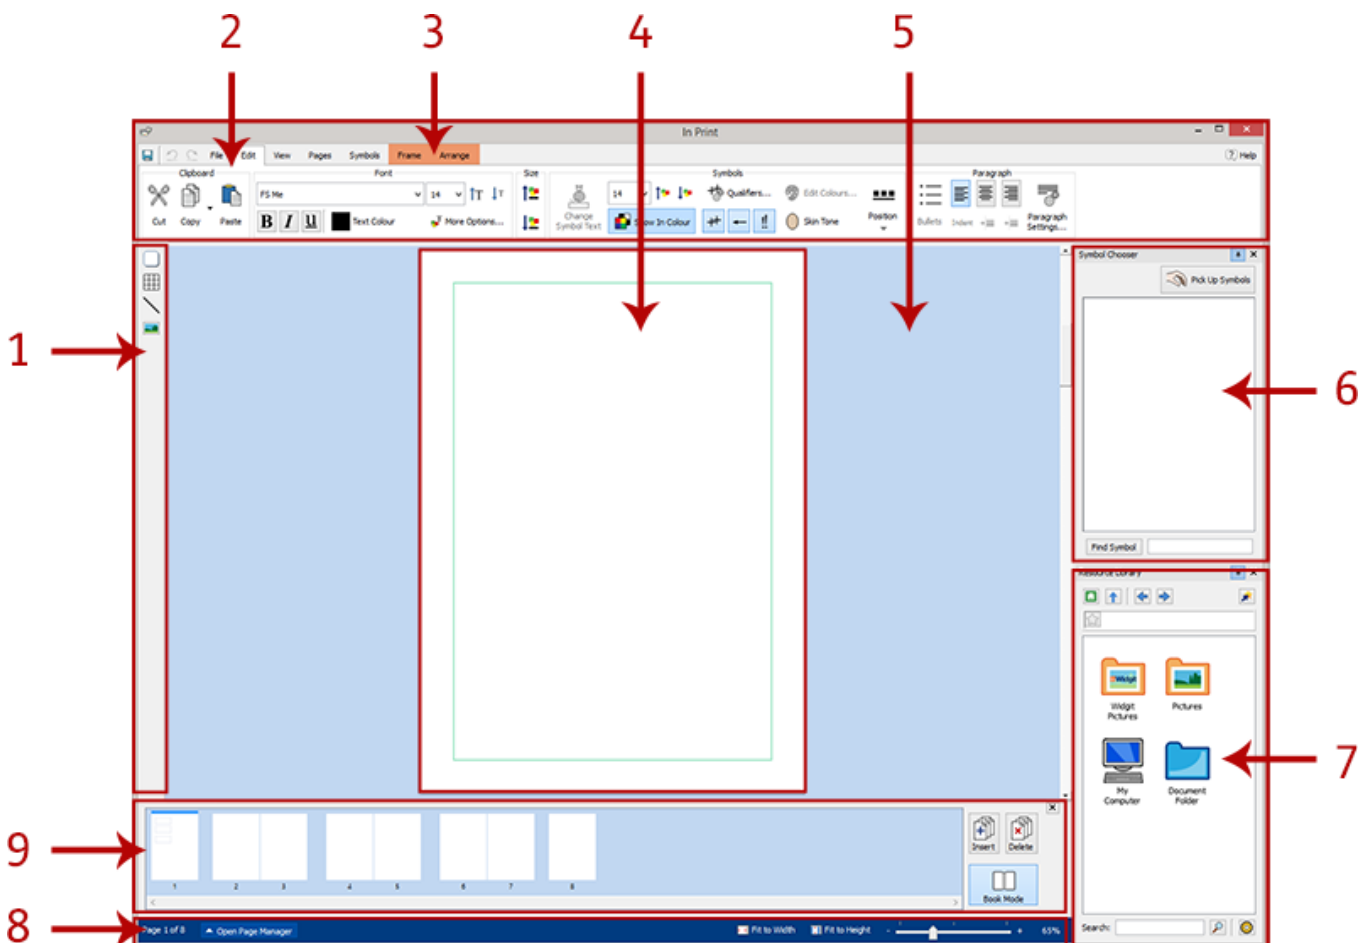 2 3 4 5
In Print
File Edit View Pages Symbols Frame Arrange Help
Clipboard Font Size Symbols Paragraph
FS Me 14 14 Qualifiers... Edit Colours...
Cut Copy Paste B I U Text Colour More Options... Change Symbol Text Show In Colour Skin Tone Position Bullets Indent Paragraph Settings...
Symbol Chooser
Pick Up Symbols
1
6
Find Symbol
Resource Library
Widgit
Widgit Pictures
Pictures
7
My Computer
Document Folder
9
Insert Delete
1 2 3 4 5 6 7 8
Book Mode
8
Page 1 of 8 Open Page Manager Fit to Width Fit to Height - + 65%
Search: